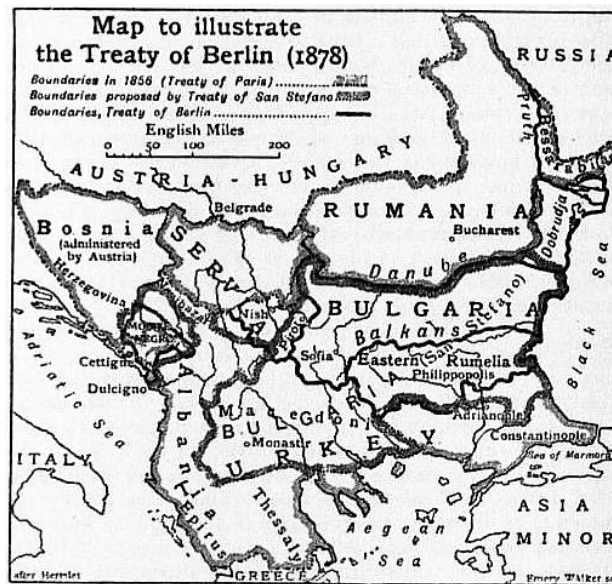 Map to illustrate
the Treaty of Berlin (1878)
Boundaries in 1856 (Treaty of Paris)
Boundaries proposed by Treaty of San Stefano
Boundaries, Treaty of Berlin
English Miles
0 50 100 200
RUSSIA
Pruth
Bessarabia
AUSTRIA-HUNGARY
Belgrade
RUMANIA
Bucharest
Dobrudja
Bosnia
(administered
by Austria)
SERVIA
Danube
Herzegovina
Novibazar
Nish
Pirot
BULGARIA
Balkans
MONTENEGRO
Sofia
(San Stefano)
Eastern Rumelia
Philippopolis
Black Sea
Cettigne
Dulcigno
Adriatic Sea
Albania
Macedonia
BULGARIA
Monastir
TURKEY
Adrianople
Constantinople
Sea of Marmora
ITALY
Epirus
Thessaly
Aegean
Sea
ASIA
MINOR
GREECE
after Hertslet
Emery Walker sc